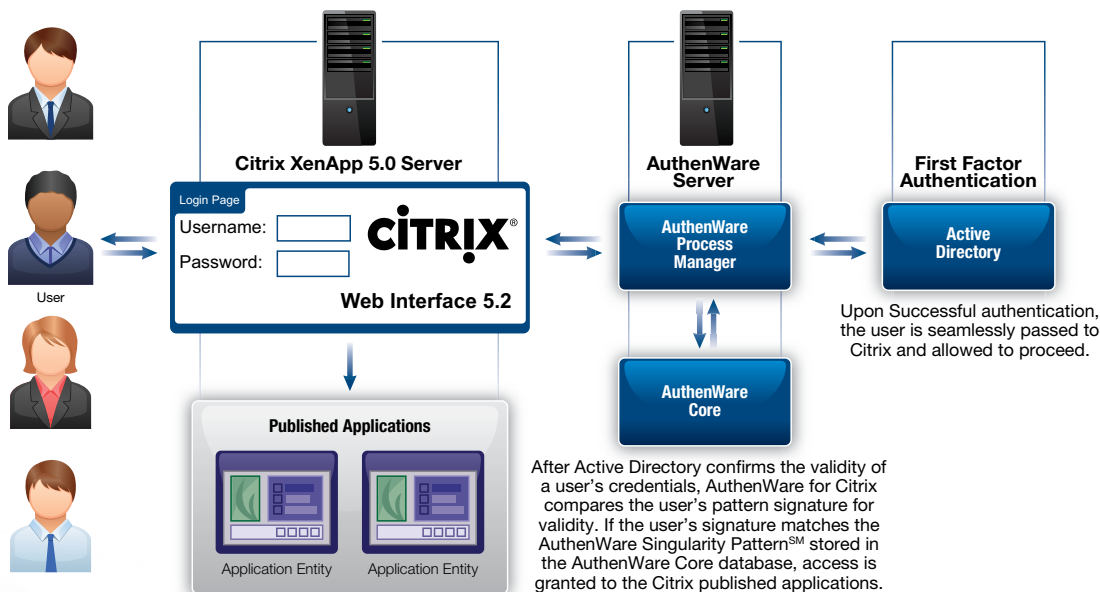 Citrix XenApp 5.0 Server
Login Page
Username:
Password:
CİTRIX®
Web Interface 5.2
User
Published Applications
Application Entity
Application Entity
AuthenWare
Server
AuthenWare
Process
Manager
AuthenWare
Core
After Active Directory confirms the validity of
a user’s credentials, AuthenWare for Citrix
compares the user’s pattern signature for
validity. If the user’s signature matches the
AuthenWare Singularity Pattern℠ stored in
the AuthenWare Core database, access is
granted to the Citrix published applications.
First Factor
Authentication
Active
Directory
Upon Successful authentication,
the user is seamlessly passed to
Citrix and allowed to proceed.